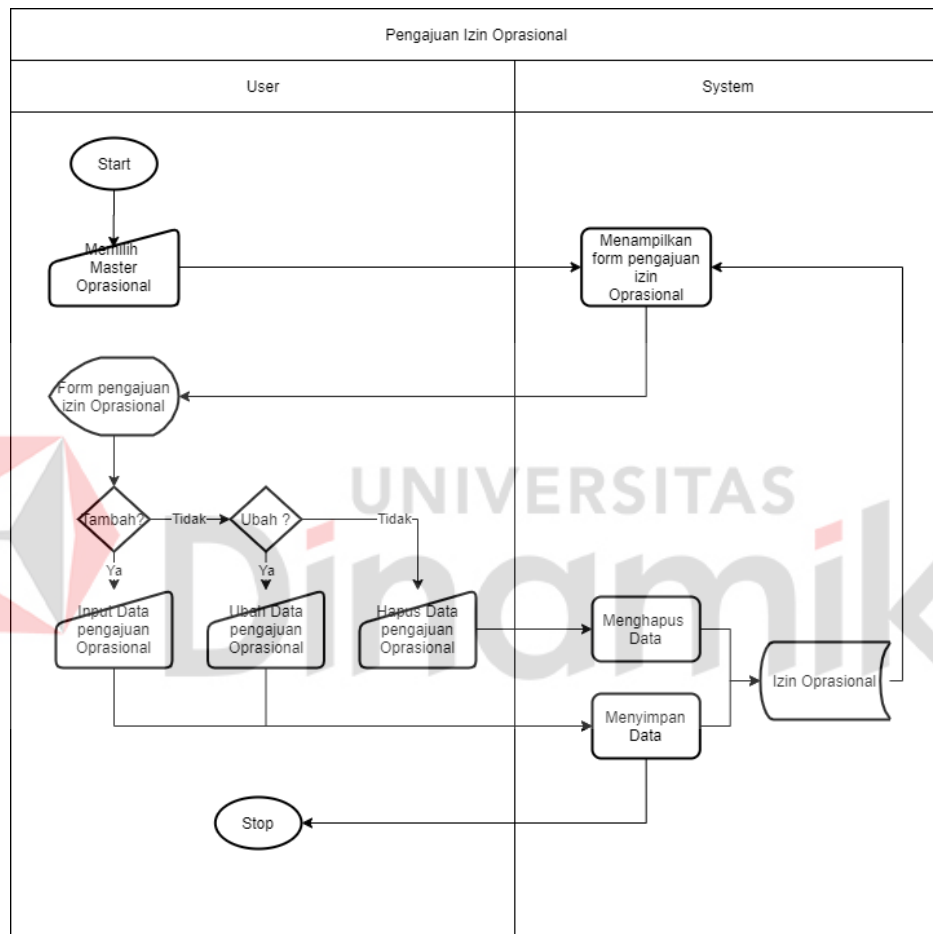 Pengajuan Izin Oprasional
User
System
Start
Memilih
Master
Oprasional
Menampilkan
form pengajuan
izin
Oprasional
Form pengajuan
izin Oprasional
UNIVERSITAS
Dinamik
Tambah?
Tidak
Ubah ?
Tidak
Ya
Ya
Input Data
pengajuan
Oprasional
Ubah Data
pengajuan
Oprasional
Hapus Data
pengajuan
Oprasional
Menghapus
Data
Izin Oprasional
Menyimpan
Data
Stop